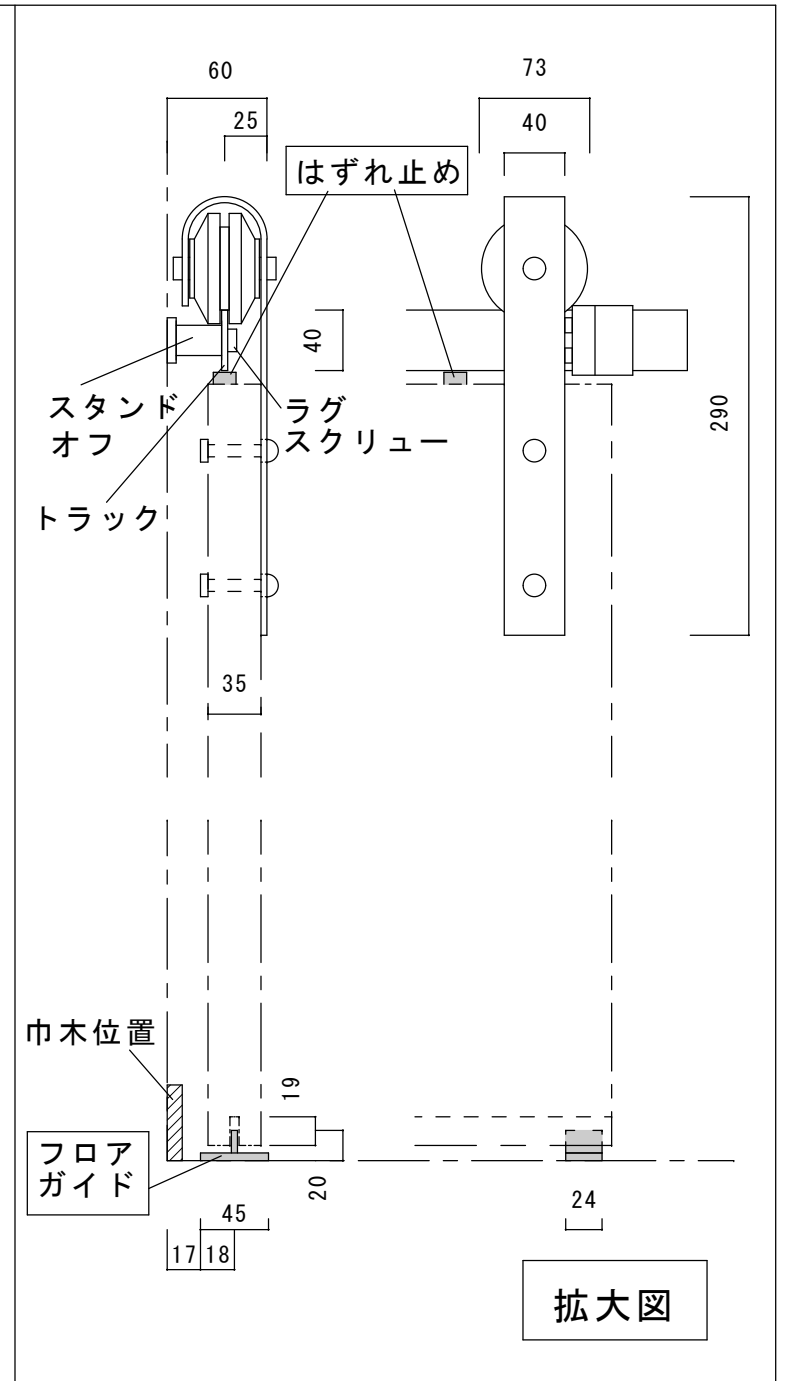 60
73
25
40
はずれ止め
40
290
スタンド
オフ
ラグ
スクリュー
トラック
35
巾木位置
19
フロア
ガイド
20
45
24
17
18
拡大図